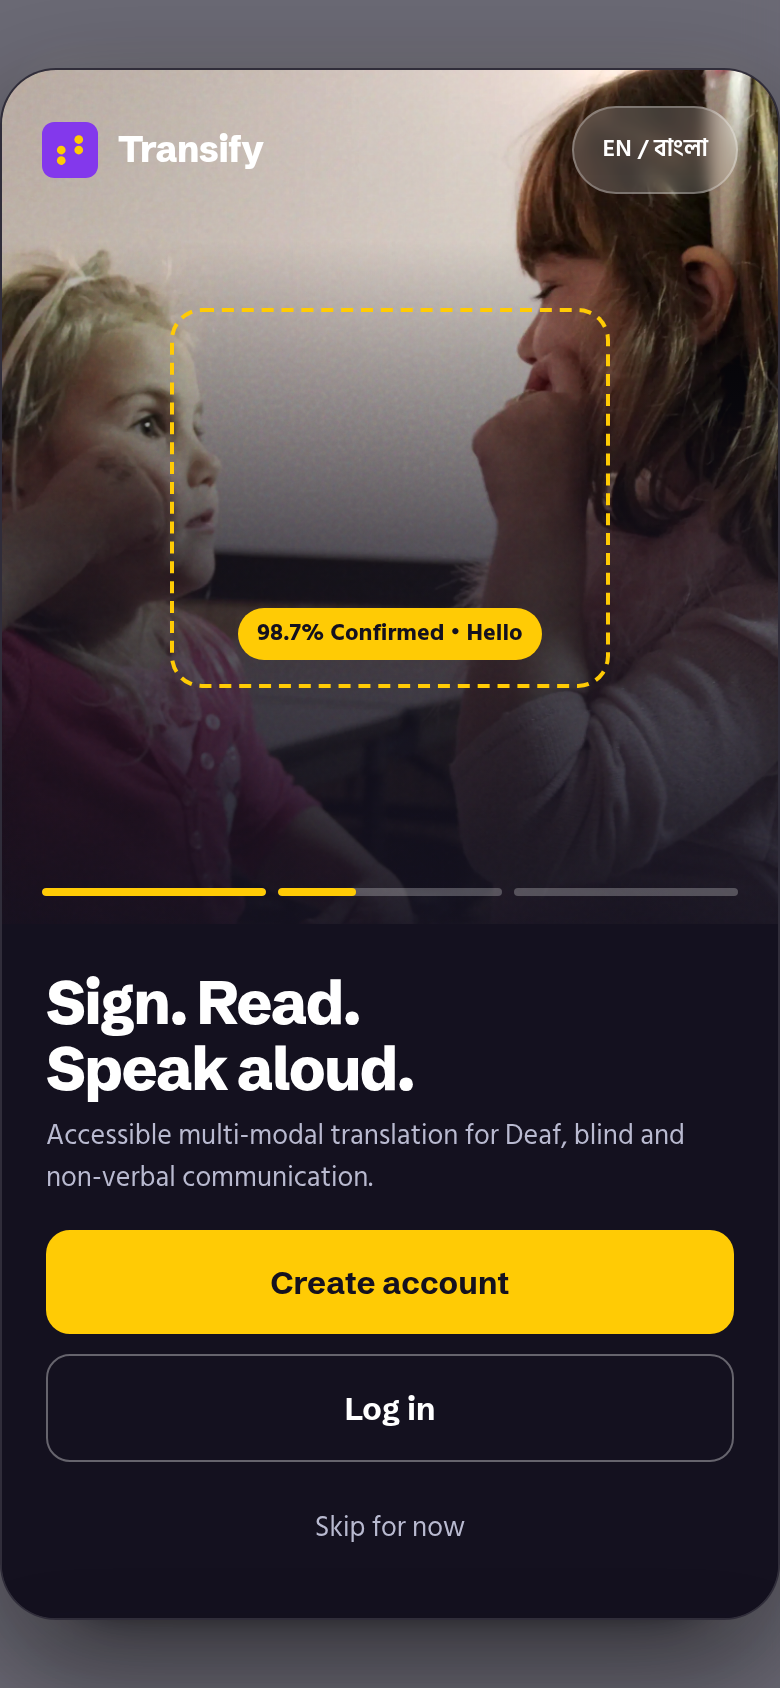 Transify
EN / বাংলা
98.7% Confirmed • Hello
Sign. Read.
Speak aloud.
Accessible multi-modal translation for Deaf, blind and
non-verbal communication.
Create account
Log in
Skip for now